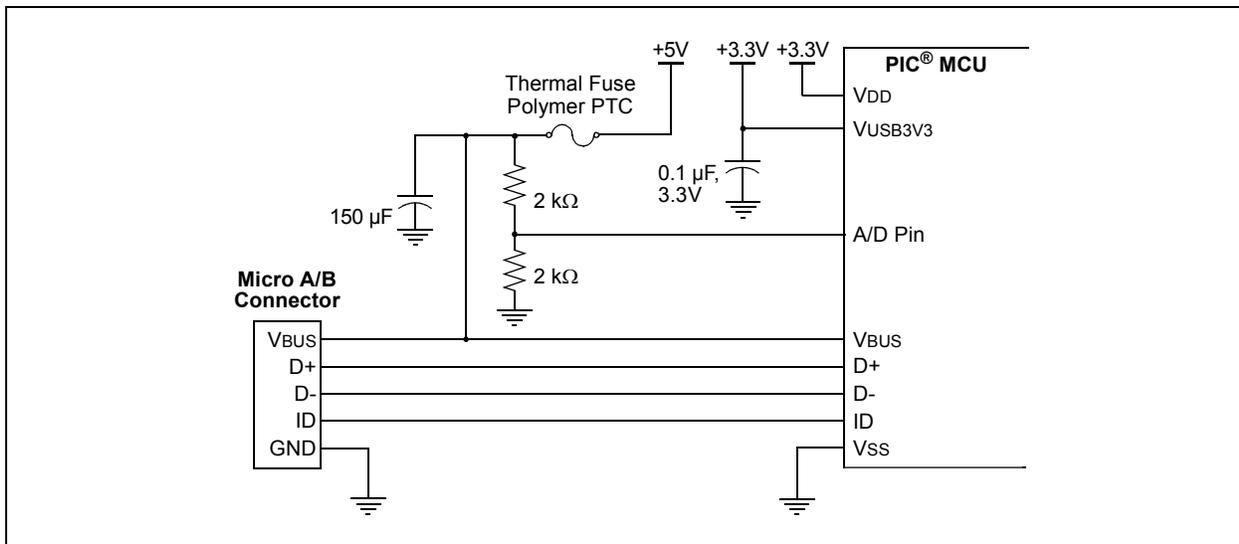 +5V
+3.3V
+3.3V
PIC® MCU
Thermal Fuse
Polymer PTC
VDD
VUSB3V3
0.1 µF,
3.3V
2 kΩ
150 µF
A/D Pin
2 kΩ
Micro A/B
Connector
VBUS
D+
D-
ID
GND
VBUS
D+
D-
ID
VSS